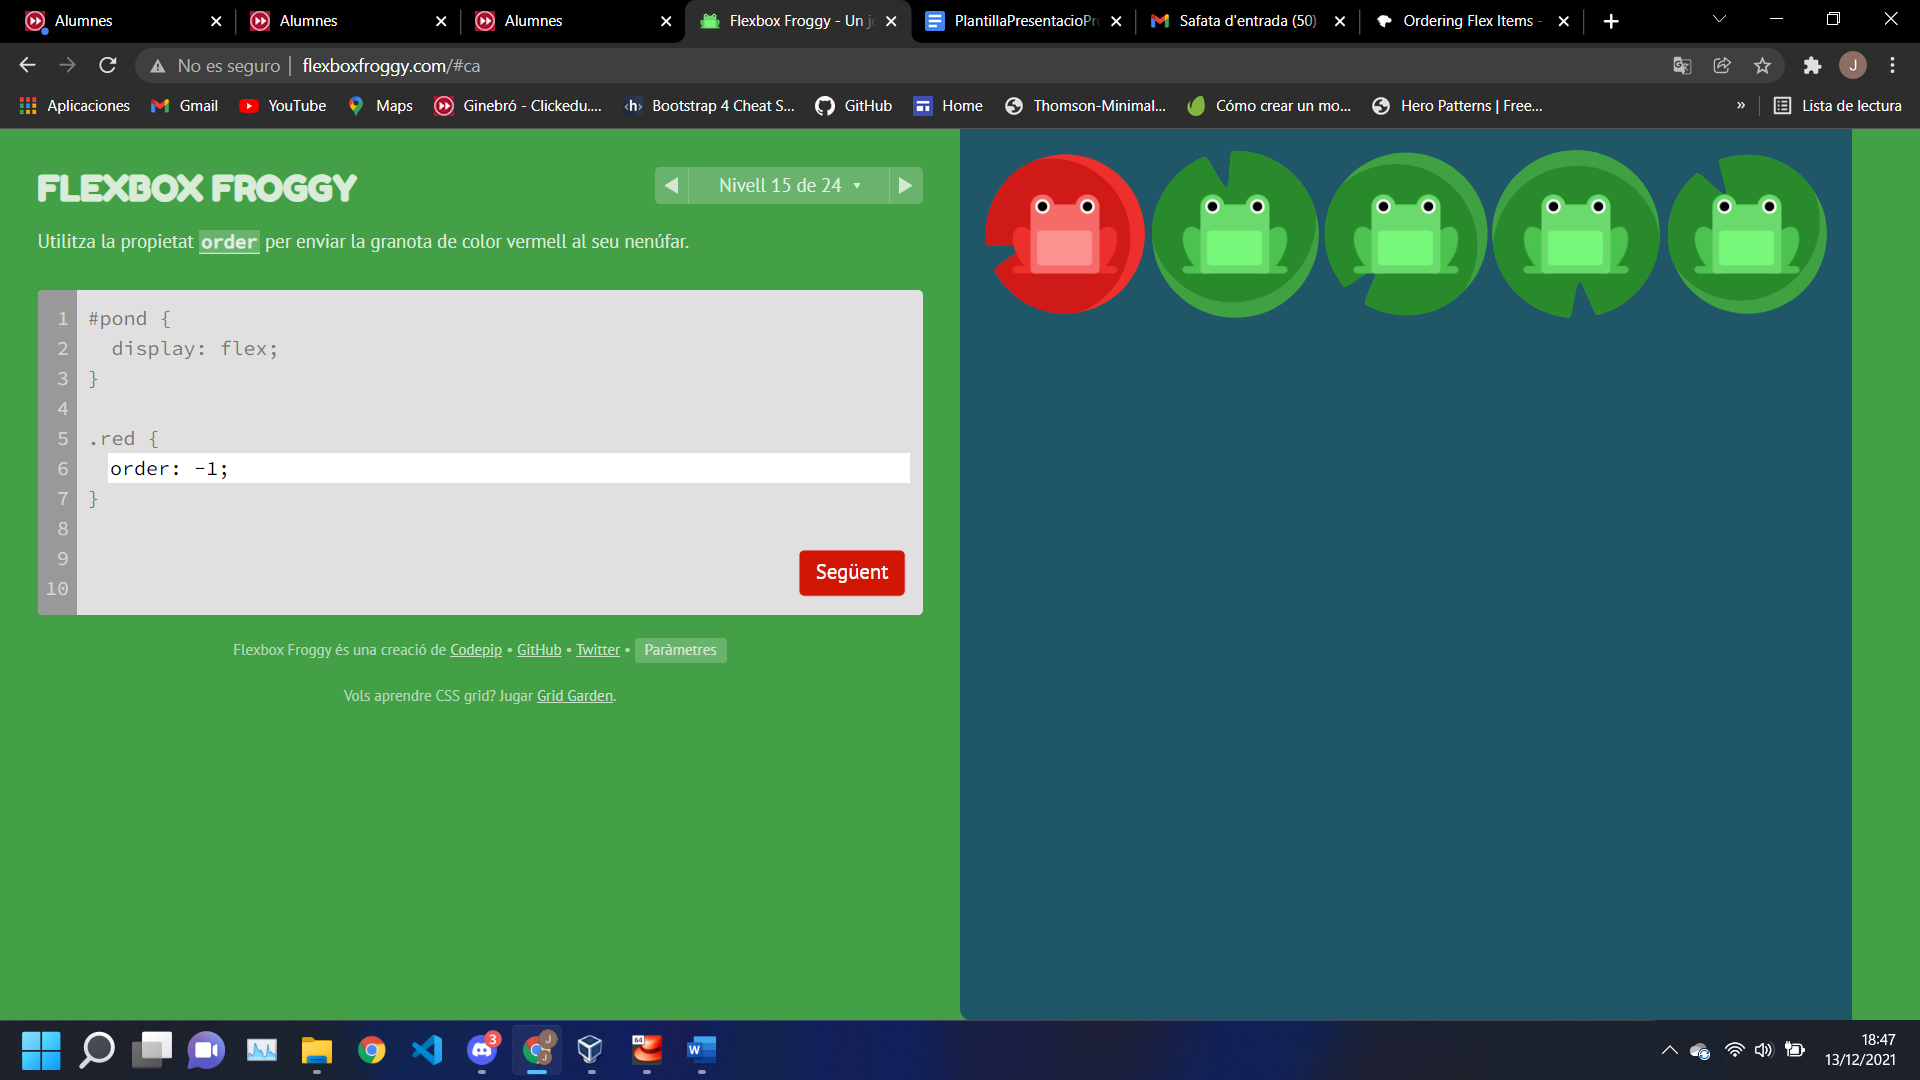 Alumnes
Alumnes
Alumnes
Flexbox Froggy - Un j
PlantillaPresentacioPr
Safata d'entrada (50)
Ordering Flex Items -
No es seguro | flexboxfroggy.com/#ca
J
Aplicaciones
Gmail
YouTube
Maps
Ginebró - Clickedu....
‹h› Bootstrap 4 Cheat S...
GitHub
Home
Thomson-Minimal...
Cómo crear un mo...
Hero Patterns | Free...
»
Lista de lectura
FLEXBOX FROGGY
Nivell 15 de 24
Utilitza la propietat order per enviar la granota de color vermell al seu nenúfar.
1 #pond {
2 display: flex;
3 }
4
5 .red {
6 order: -1;
7 }
8
9
10
Següent
Flexbox Froggy és una creació de Codepip • GitHub • Twitter • Paràmetres
Vols aprendre CSS grid? Jugar Grid Garden.
3
J
J
64
W
18:47
13/12/2021